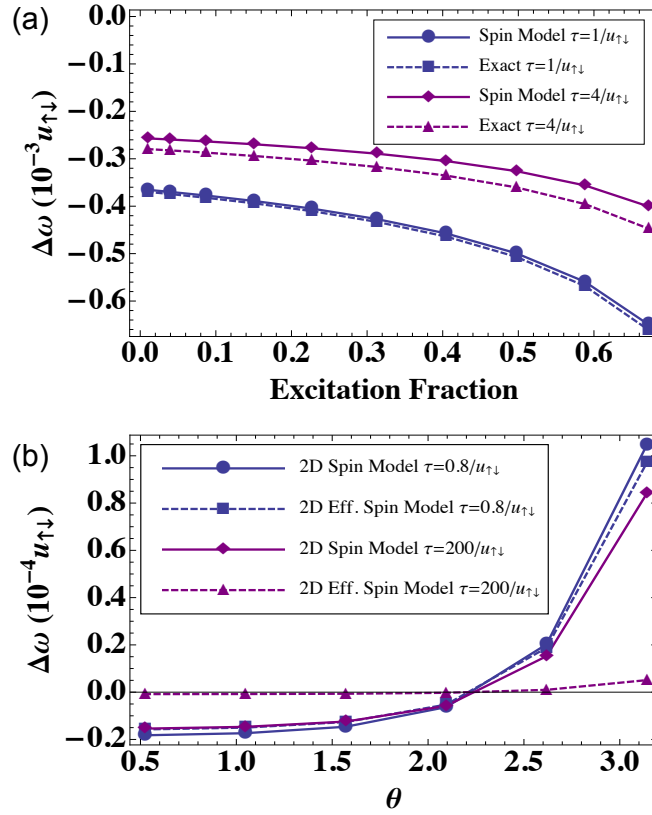 (a)
0.0
−0.1
−0.2
−0.3
−0.4
−0.5
−0.6
Δω (10⁻³u↑↓)
Spin Model τ=1/u↑↓
Exact τ=1/u↑↓
Spin Model τ=4/u↑↓
Exact τ=4/u↑↓
0.0 0.1 0.2 0.3 0.4 0.5 0.6
Excitation Fraction
(b)
1.0
0.8
0.6
0.4
0.2
0.0
−0.2
Δω (10⁻⁴u↑↓)
2D Spin Model τ=0.8/u↑↓
2D Eff. Spin Model τ=0.8/u↑↓
2D Spin Model τ=200/u↑↓
2D Eff. Spin Model τ=200/u↑↓
0.5 1.0 1.5 2.0 2.5 3.0
θ